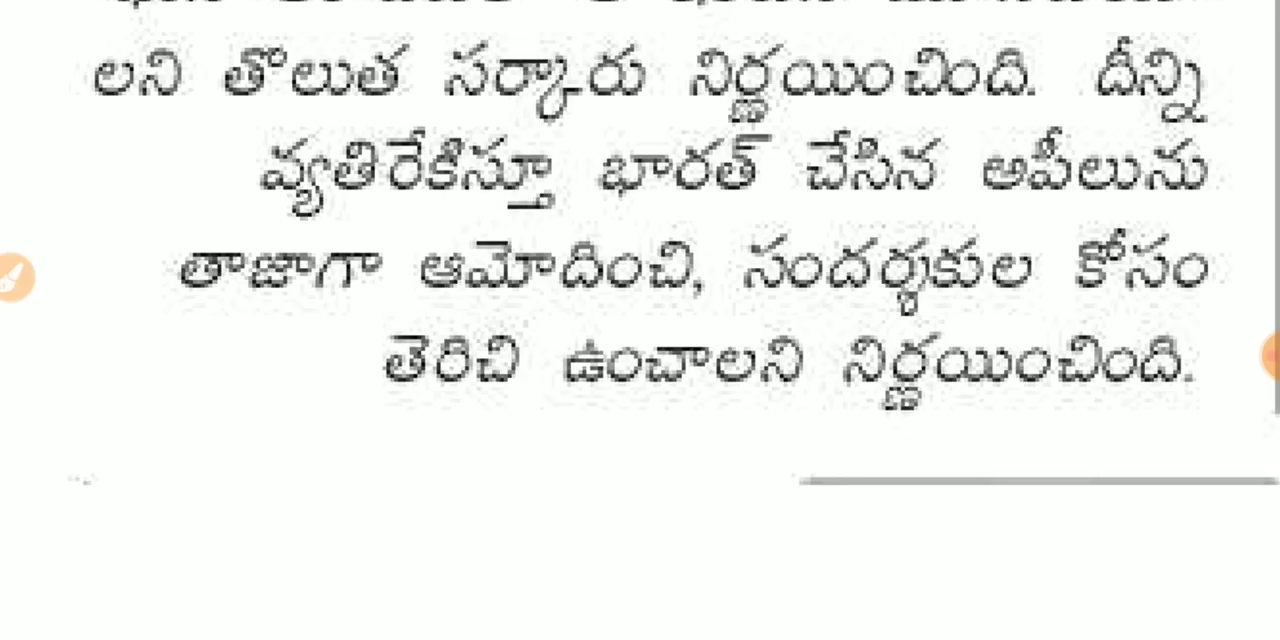 లని తొలుత సర్కారు నిర్ణయించింది. దీన్ని
వ్యతిరేకిస్తూ భారత్ చేసిన అపీలును
తాజాగా ఆమోదించి, సందర్శకుల కోసం
తెరిచి ఉంచాలని నిర్ణయించింది.